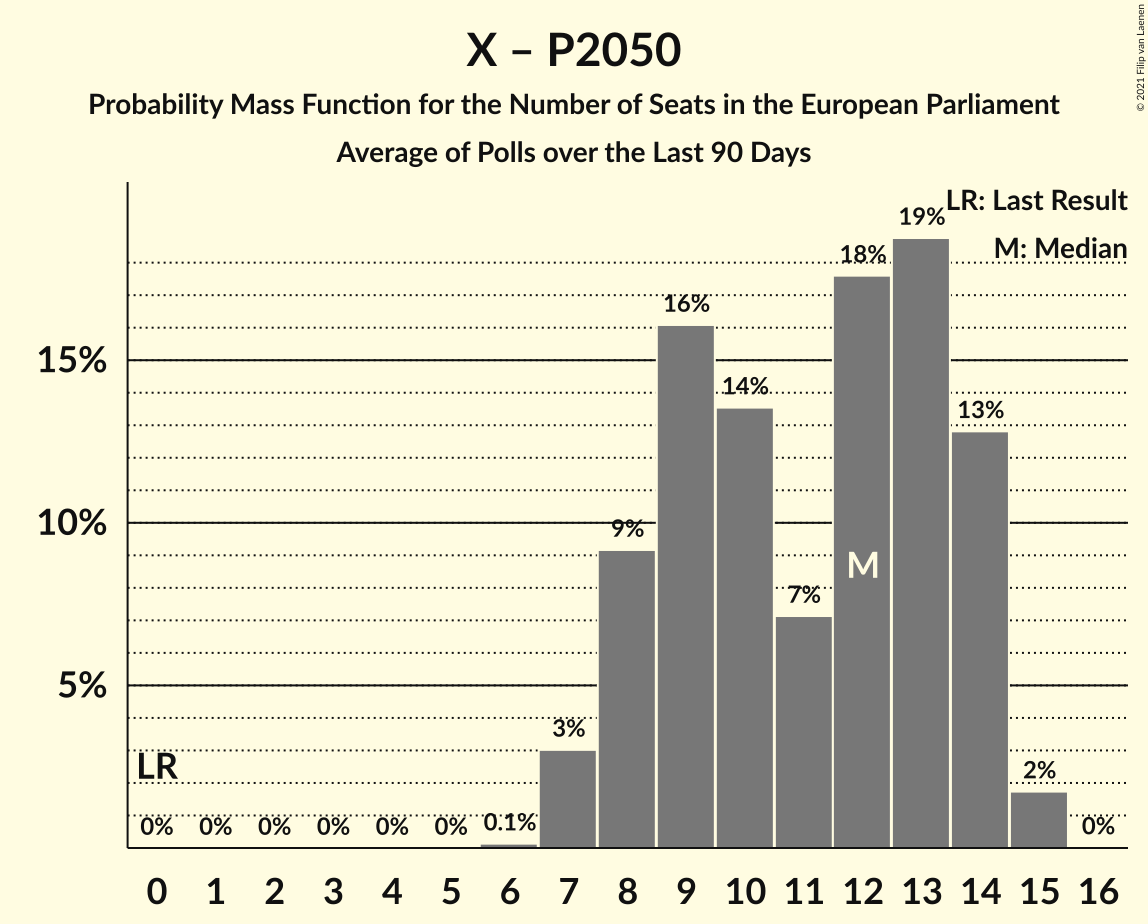 X – P2050
Probability Mass Function for the Number of Seats in the European Parliament
Average of Polls over the Last 90 Days
© 2021 Filip van Laenen
LR: Last Result
M: Median
15%
10%
5%
LR
M
0% 0% 0% 0% 0% 0% 0.1% 3% 9% 16% 14% 7% 18% 19% 13% 2% 0%
0 1 2 3 4 5 6 7 8 9 10 11 12 13 14 15 16